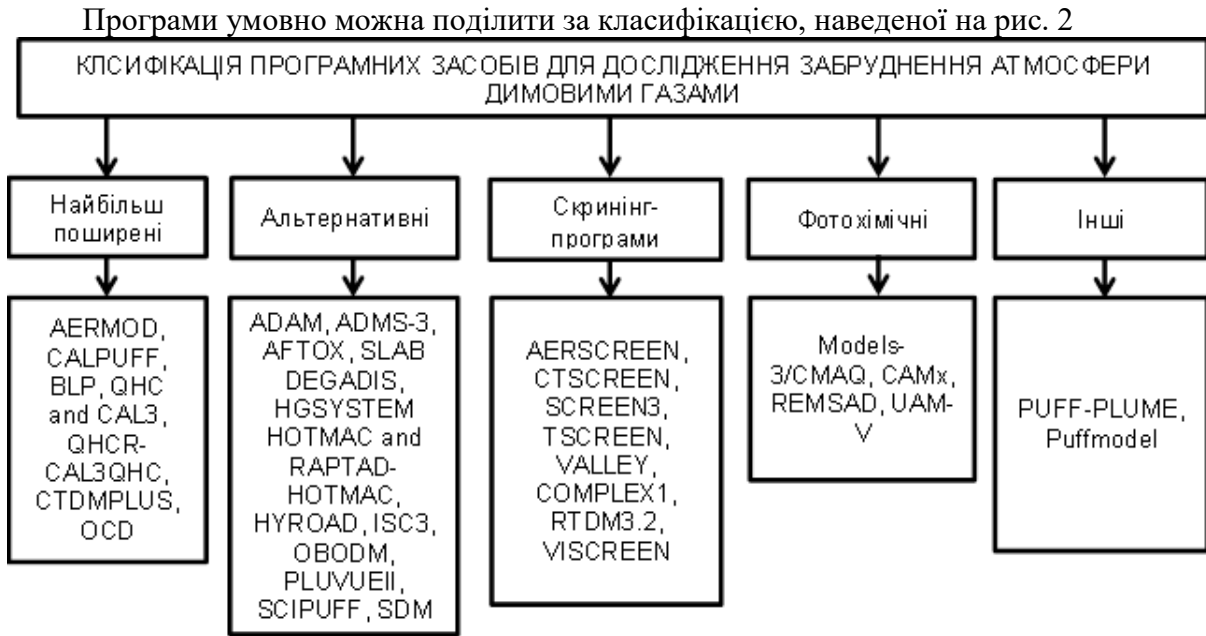 Програми умовно можна поділити за класифікацією, наведеної на рис. 2
КЛСИФІКАЦІЯ ПРОГРАМНИХ ЗАСОБІВ ДЛЯ ДОСЛІДЖЕННЯ ЗАБРУДНЕННЯ АТМОСФЕРИ
ДИМОВИМИ ГАЗАМИ
Найбільш
поширені
Альтернативні
Скринінг-
програми
Фотохімічні
Інші
AERMOD,
CALPUFF,
BLP, QHC
and CAL3,
QHCR-
CAL3QHC,
CTDMPLUS,
OCD
ADAM, ADMS-3,
AFTOX, SLAB
DEGADIS,
HGSYSTEM
HOTMAC and
RAPTAD-
HOTMAC,
HYROAD, ISC3,
OBODM,
PLUVUEII,
SCIPUFF, SDM
AERSCREEN,
CTSCREEN,
SCREEN3,
TSCREEN,
VALLEY,
COMPLEX1,
RTDM3.2,
VISCREEN
Models-
3/CMAQ, CAMx,
REMSAD, UAM-
V
PUFF-PLUME,
Puffmodel